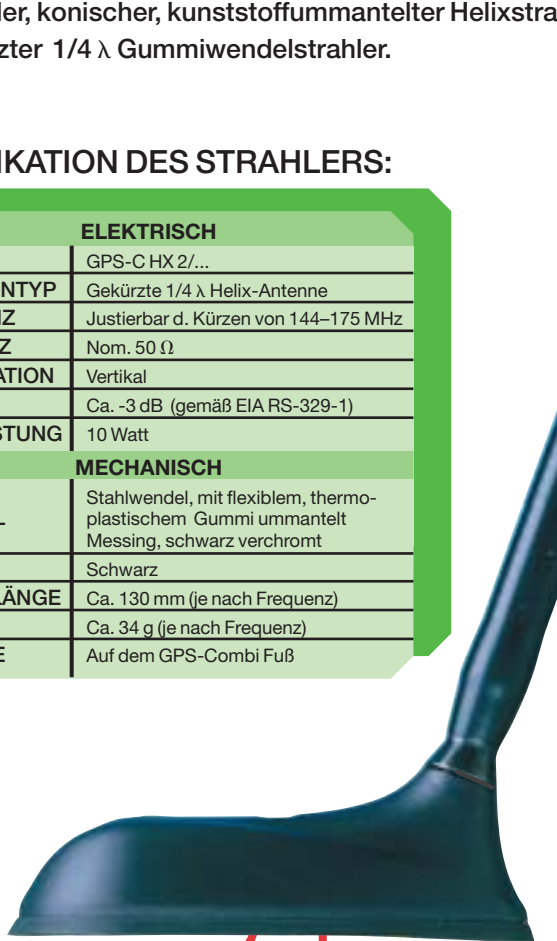 ler, konischer, kunststoffummantelter Helixstra
zter 1/4 λ Gummiwendelstrahler.
IKATION DES STRAHLERS:
ELEKTRISCH
GPS-C HX 2/...
NTYP Gekürzte 1/4 λ Helix-Antenne
IZ Justierbar d. Kürzen von 144–175 MHz
Z Nom. 50 Ω
ATION Vertikal
Ca. -3 dB (gemäß EIA RS-329-1)
STUNG 10 Watt
MECHANISCH
Stahlwendel, mit flexiblem, thermo-
L plastischem Gummi ummantelt
Messing, schwarz verchromt
Schwarz
LÄNGE Ca. 130 mm (je nach Frequenz)
Ca. 34 g (je nach Frequenz)
E Auf dem GPS-Combi Fuß